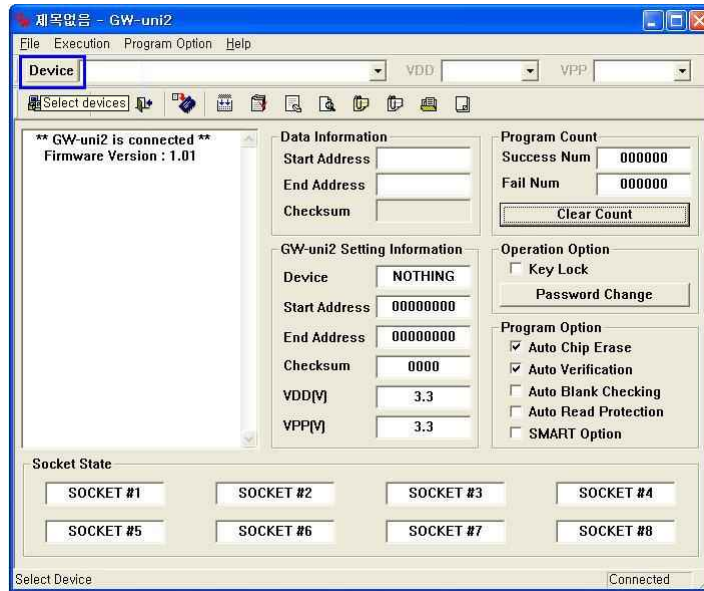 제목없음 - GW-uni2
File Execution Program Option Help
Device VDD VPP
Select devices
** GW-uni2 is connected **
Firmware Version : 1.01
Data Information
Start Address
End Address
Checksum
GW-uni2 Setting Information
Device NOTHING
Start Address 00000000
End Address 00000000
Checksum 0000
VDD[V] 3.3
VPP[V] 3.3
Program Count
Success Num 000000
Fail Num 000000
Clear Count
Operation Option
Key Lock
Password Change
Program Option
Auto Chip Erase
Auto Verification
Auto Blank Checking
Auto Read Protection
SMART Option
Socket State
SOCKET #1 SOCKET #2 SOCKET #3 SOCKET #4
SOCKET #5 SOCKET #6 SOCKET #7 SOCKET #8
Select Device Connected